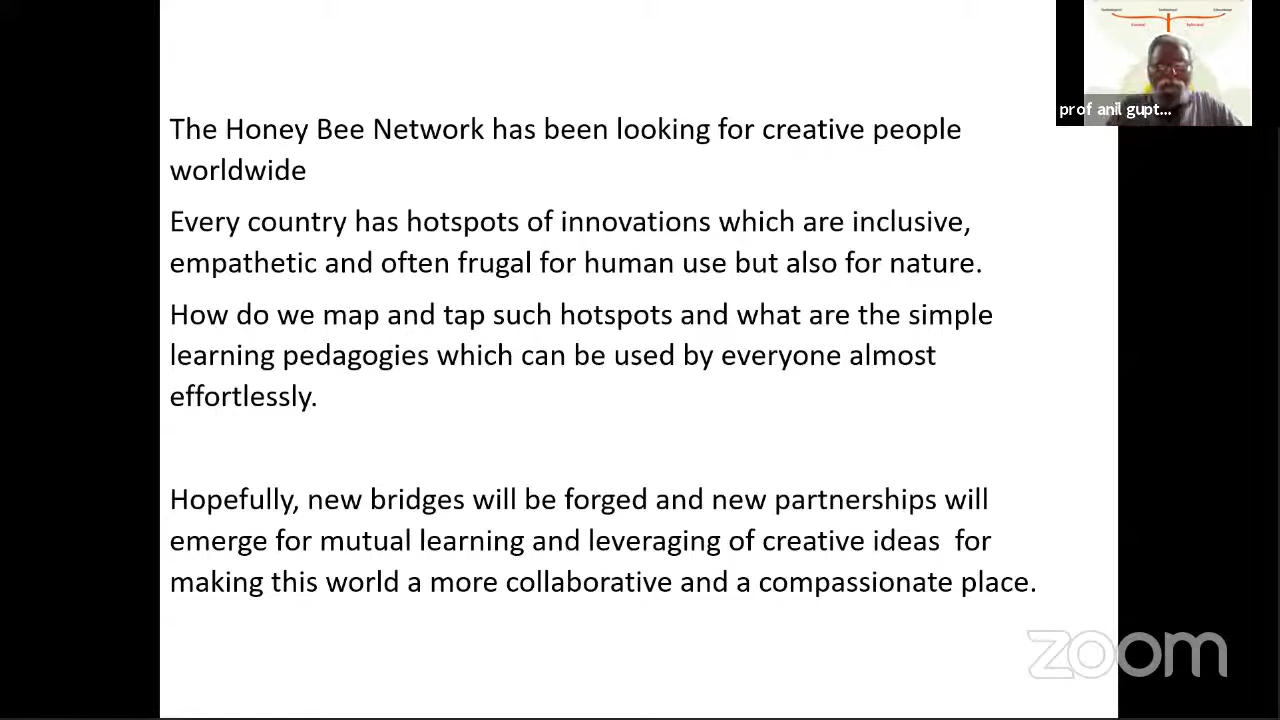 The Honey Bee Network has been looking for creative people
worldwide
Every country has hotspots of innovations which are inclusive,
empathetic and often frugal for human use but also for nature.
How do we map and tap such hotspots and what are the simple
learning pedagogies which can be used by everyone almost
effortlessly.
Hopefully, new bridges will be forged and new partnerships will
emerge for mutual learning and leveraging of creative ideas  for
making this world a more collaborative and a compassionate place.
prof anil gupt...
zoom